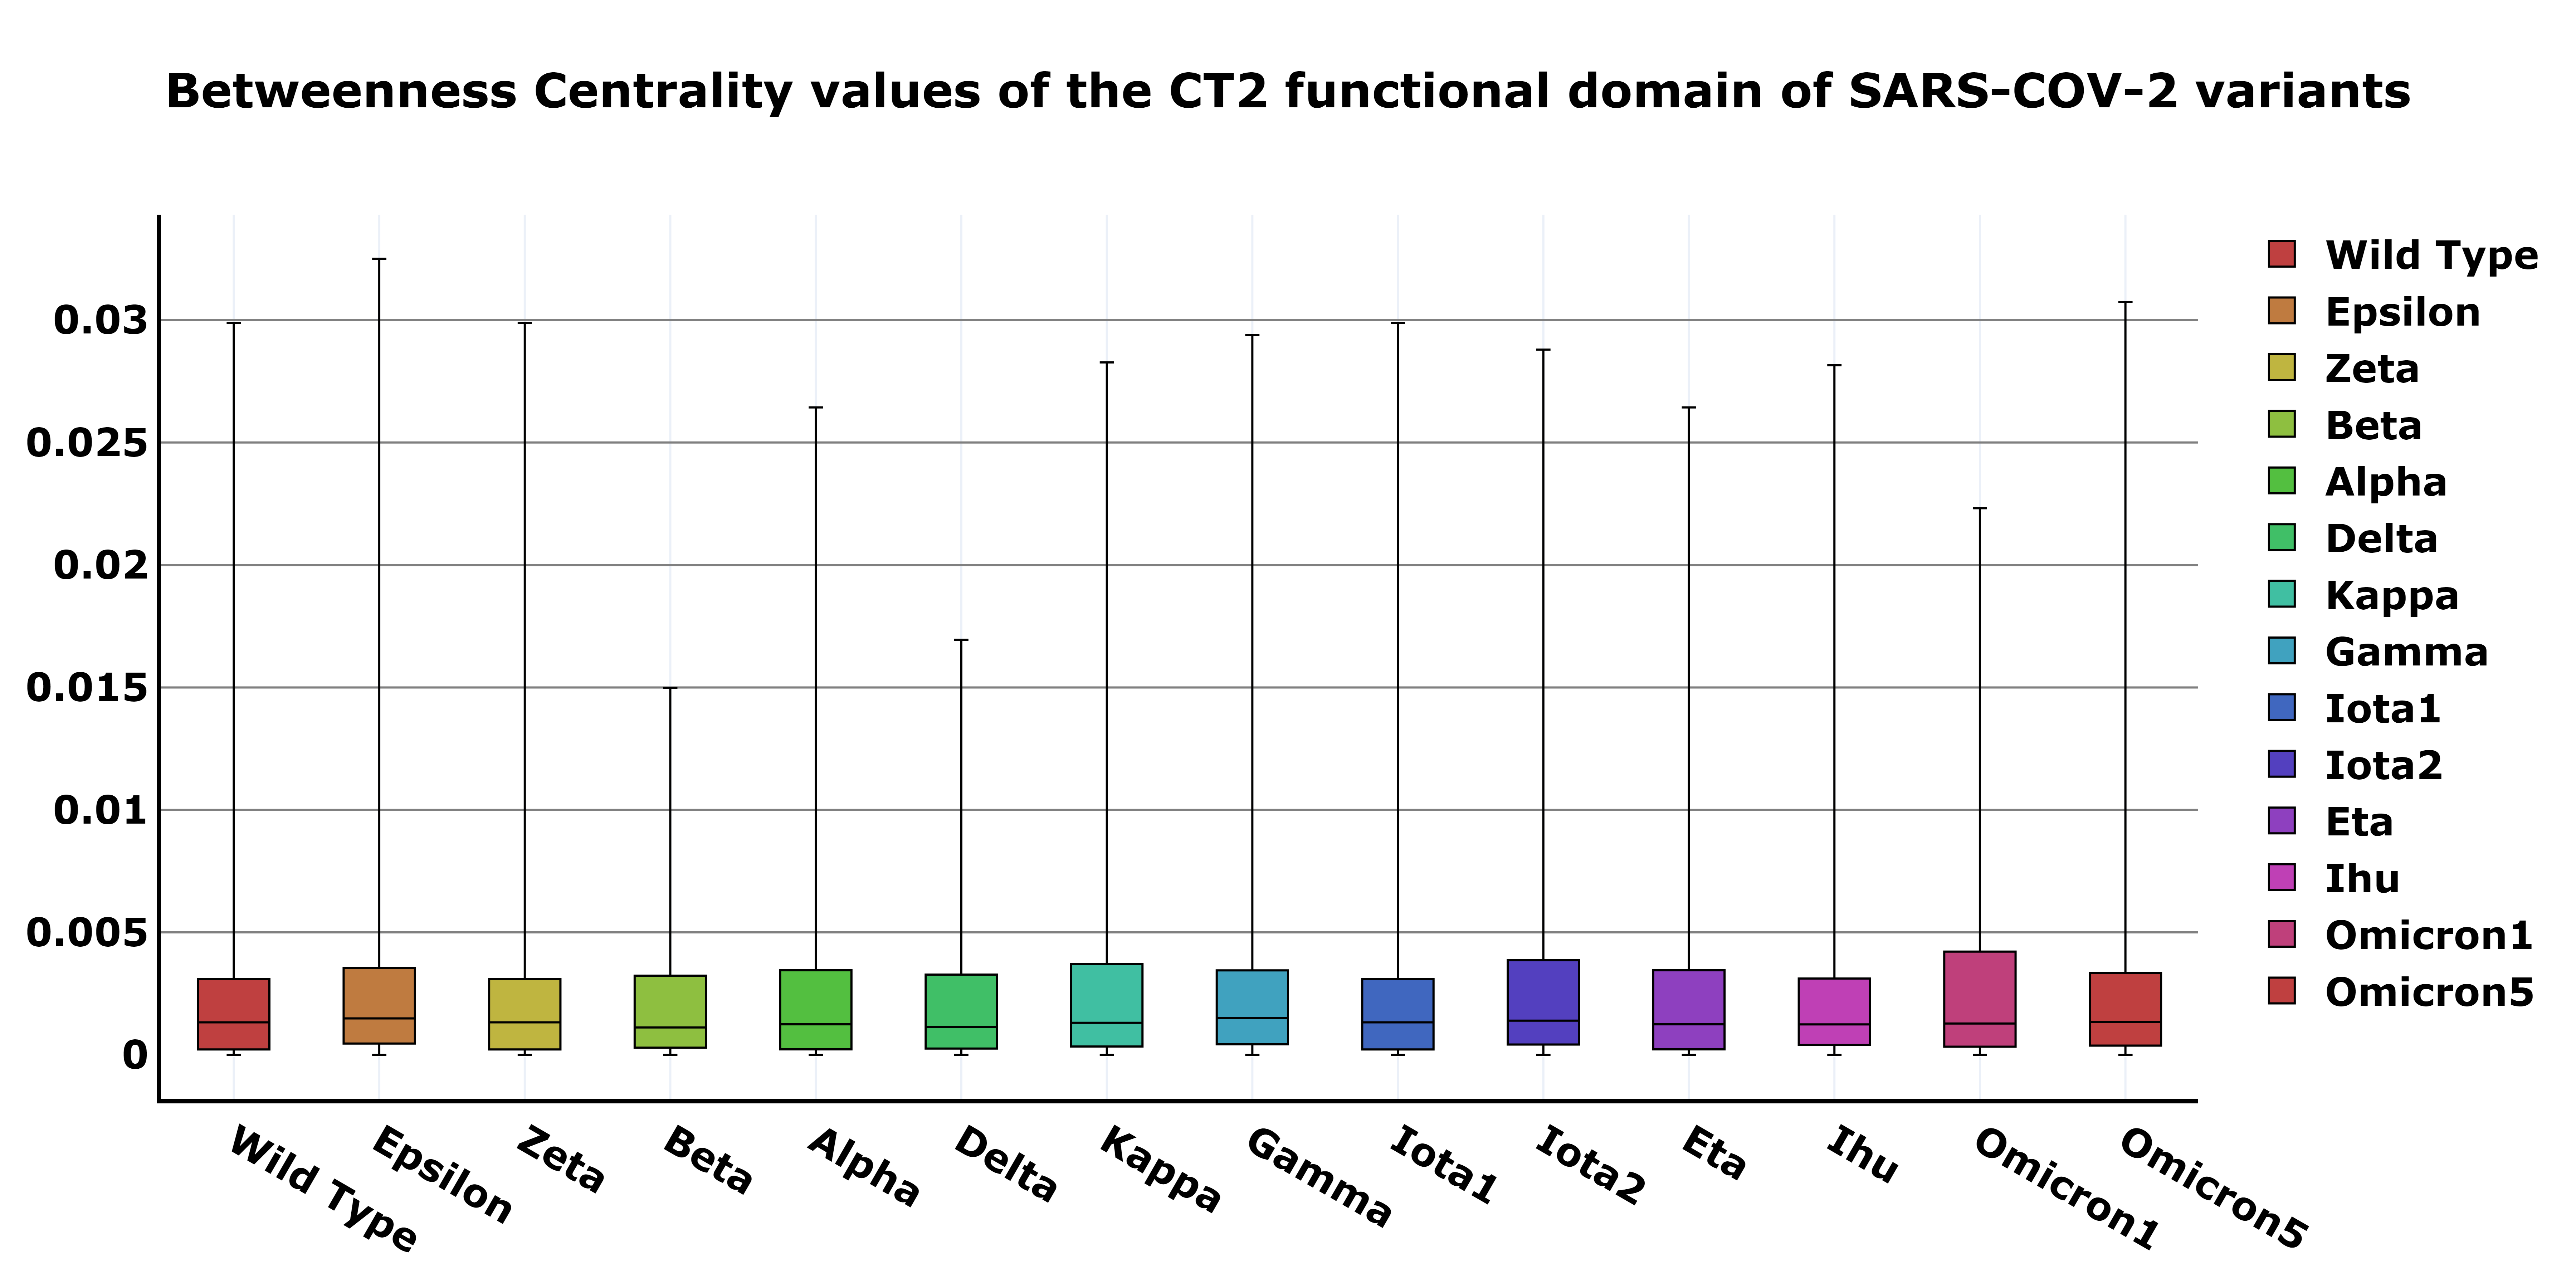 Betweenness Centrality values of the CT2 functional domain of SARS-COV-2 variants
0.03
0.025
0.02
0.015
0.01
0.005
0
Wild Type
Epsilon
Zeta
Beta
Alpha
Delta
Kappa
Gamma
Iota1
Iota2
Eta
Ihu
Omicron1
Omicron5
Wild Type
Epsilon
Zeta
Beta
Alpha
Delta
Kappa
Gamma
Iota1
Iota2
Eta
Ihu
Omicron1
Omicron5